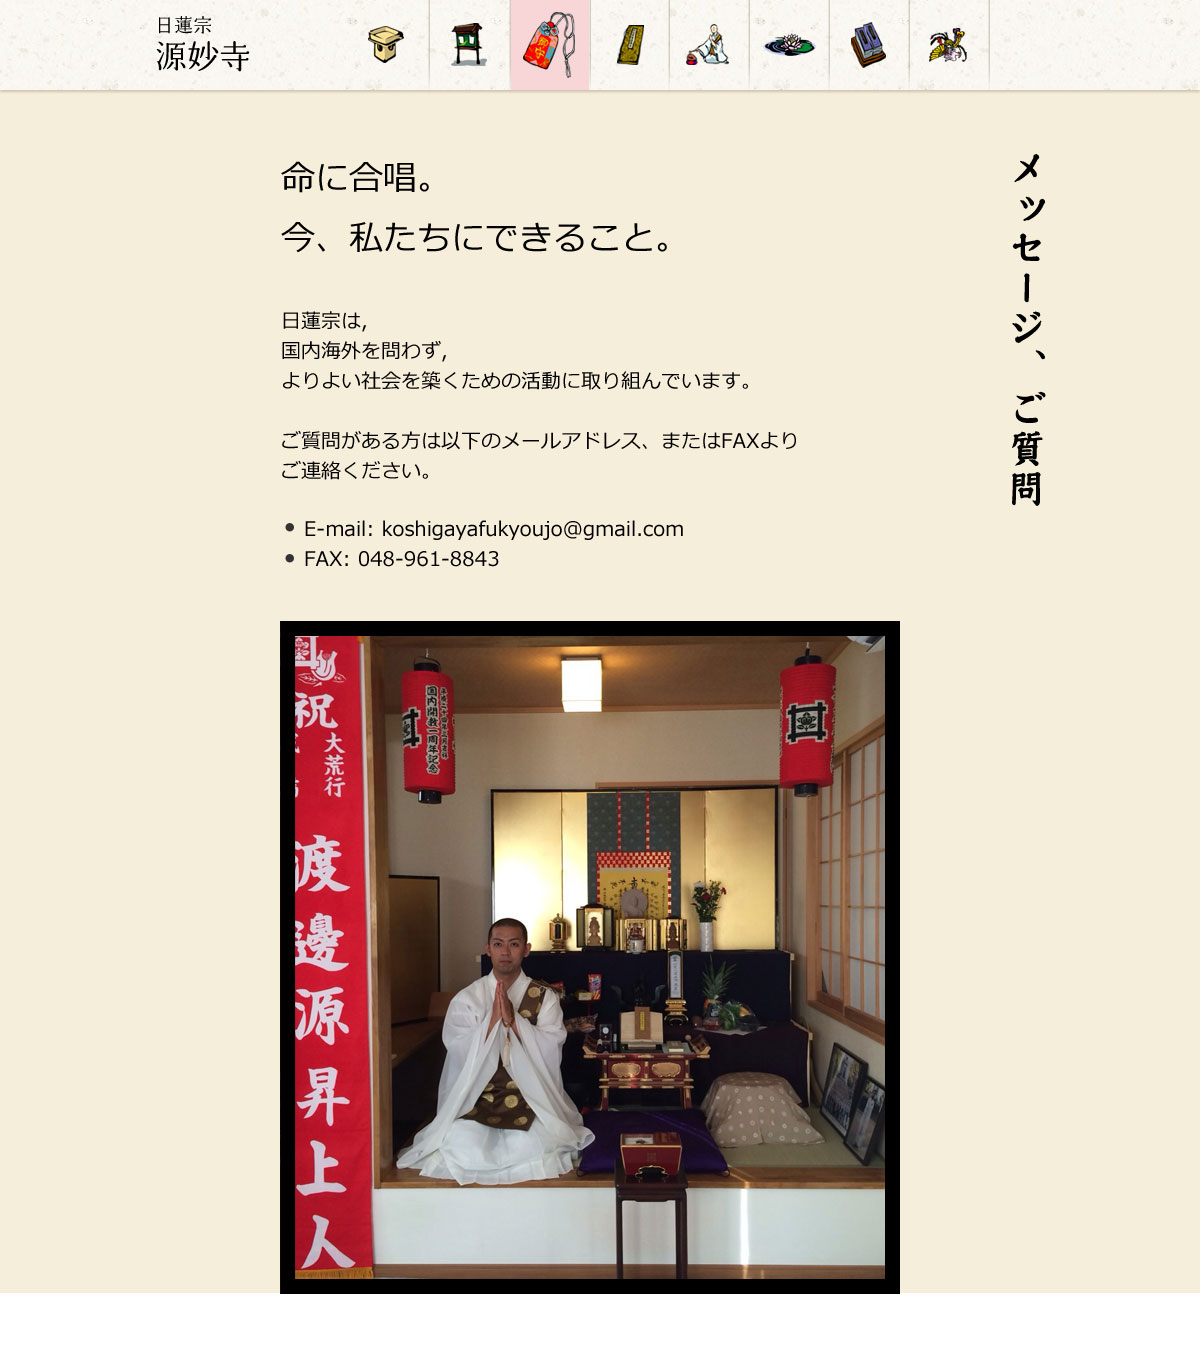 日蓮宗
源妙寺
メッセージ、ご質問
命に合唱。
今、私たちにできること。
日蓮宗は,
国内海外を問わず,
よりよい社会を築くための活動に取り組んでいます。
ご質問がある方は以下のメールアドレス、またはFAXより
ご連絡ください。
E-mail: koshigayafukyoujo@gmail.com
FAX: 048-961-8843
祝
大荒行
渡邊源昇上人
国内開教一周年記念